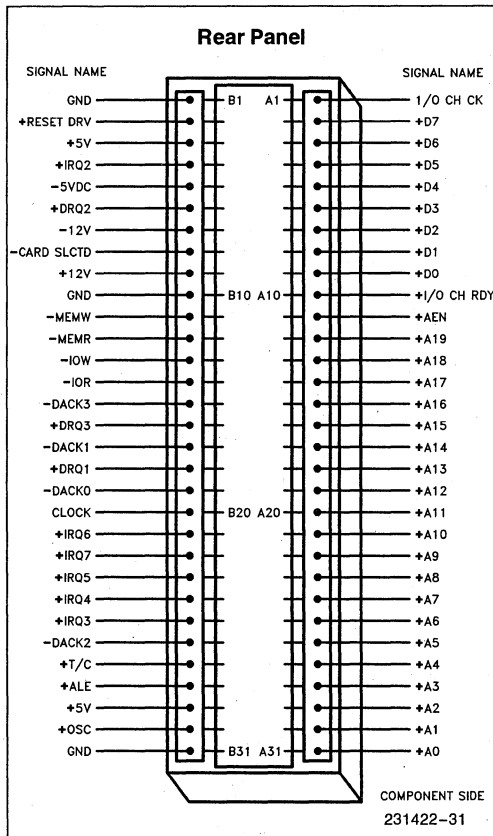 Rear Panel
SIGNAL NAME SIGNAL NAME
GND B1 A1 1/O CH CK
+RESET DRV +D7
+5V +D6
+IRQ2 +D5
-5VDC +D4
+DRQ2 +D3
-12V +D2
-CARD SLCTD +D1
+12V +D0
GND B10 A10 +I/O CH RDY
-MEMW +AEN
-MEMR +A19
-IOW +A18
-IOR +A17
-DACK3 +A16
+DRQ3 +A15
-DACK1 +A14
+DRQ1 +A13
-DACK0 +A12
CLOCK B20 A20 +A11
+IRQ6 +A10
+IRQ7 +A9
+IRQ5 +A8
+IRQ4 +A7
+IRQ3 +A6
-DACK2 +A5
+T/C +A4
+ALE +A3
+5V +A2
+OSC +A1
GND B31 A31 +A0
COMPONENT SIDE
231422-31